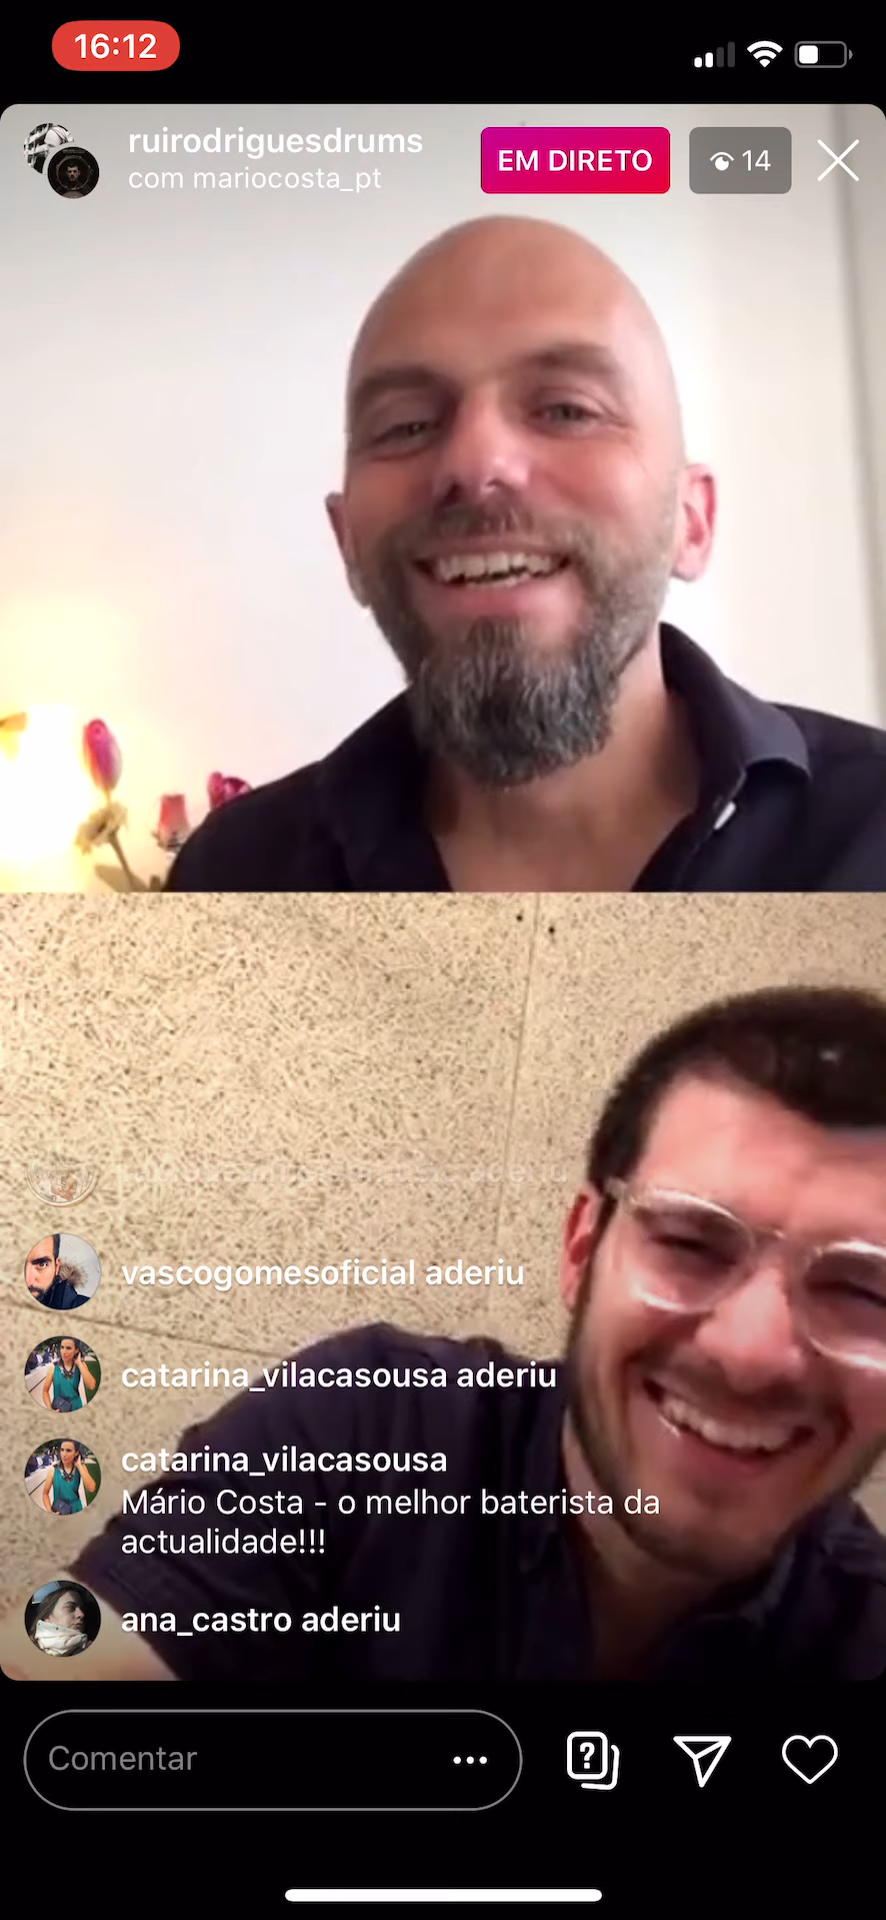 16:12
ruirodriguesdrums
com mariocosta_pt
EM DIRETO
14
aderiu
vascogomesoficial aderiu
catarina_vilacasousa aderiu
catarina_vilacasousa
Mário Costa - o melhor baterista da
actualidade!!!
ana_castro aderiu
Comentar